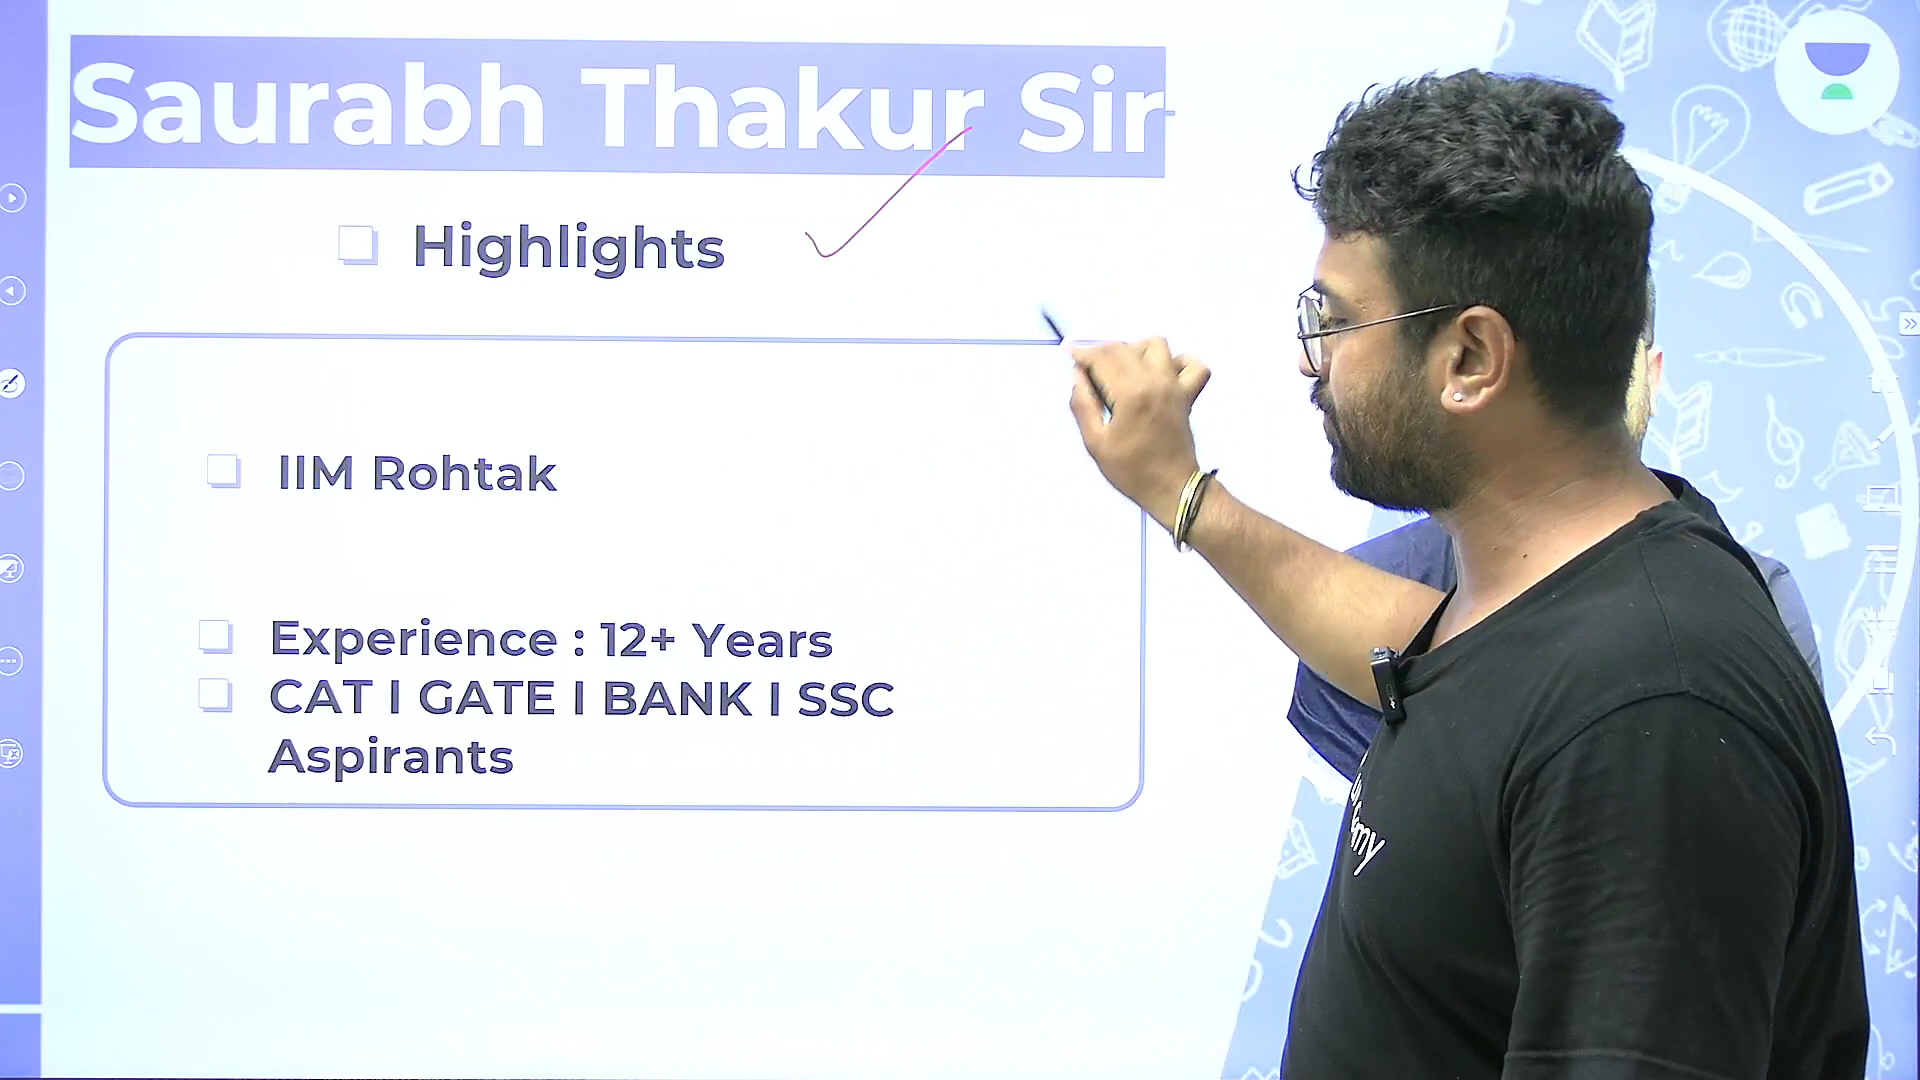 Saurabh Thakur Sir
Highlights
IIM Rohtak
Experience : 12+ Years
CAT I GATE I BANK I SSC
Aspirants